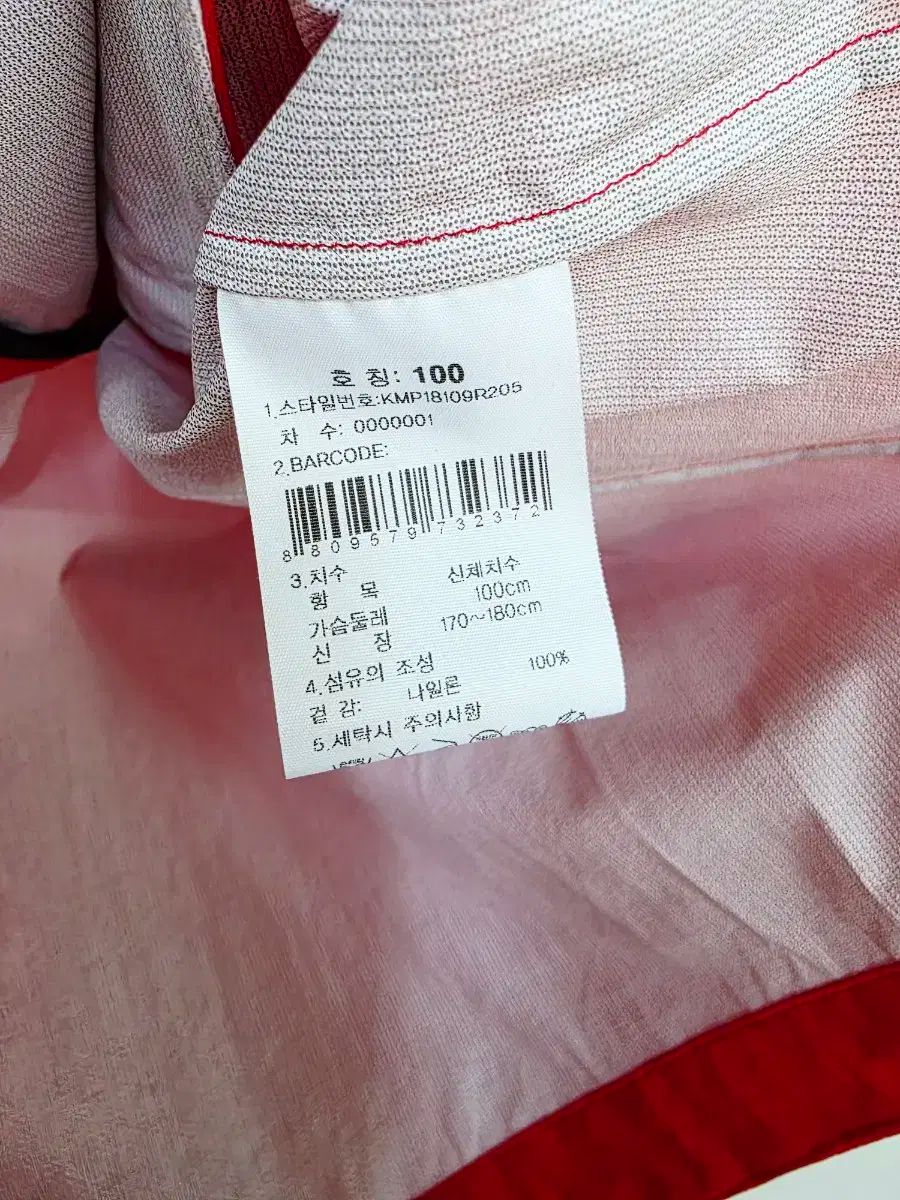 호 칭: 100
1.스타일번호:KMP18109R205
차 수: 0000001
2.BARCODE:
8809579732372
3.치수
항 목 신체치수
가슴둘레 100cm
신 장 170~180cm
4.섬유의 조성
겉 감: 나일론 100%
5.세탁시 주의사항